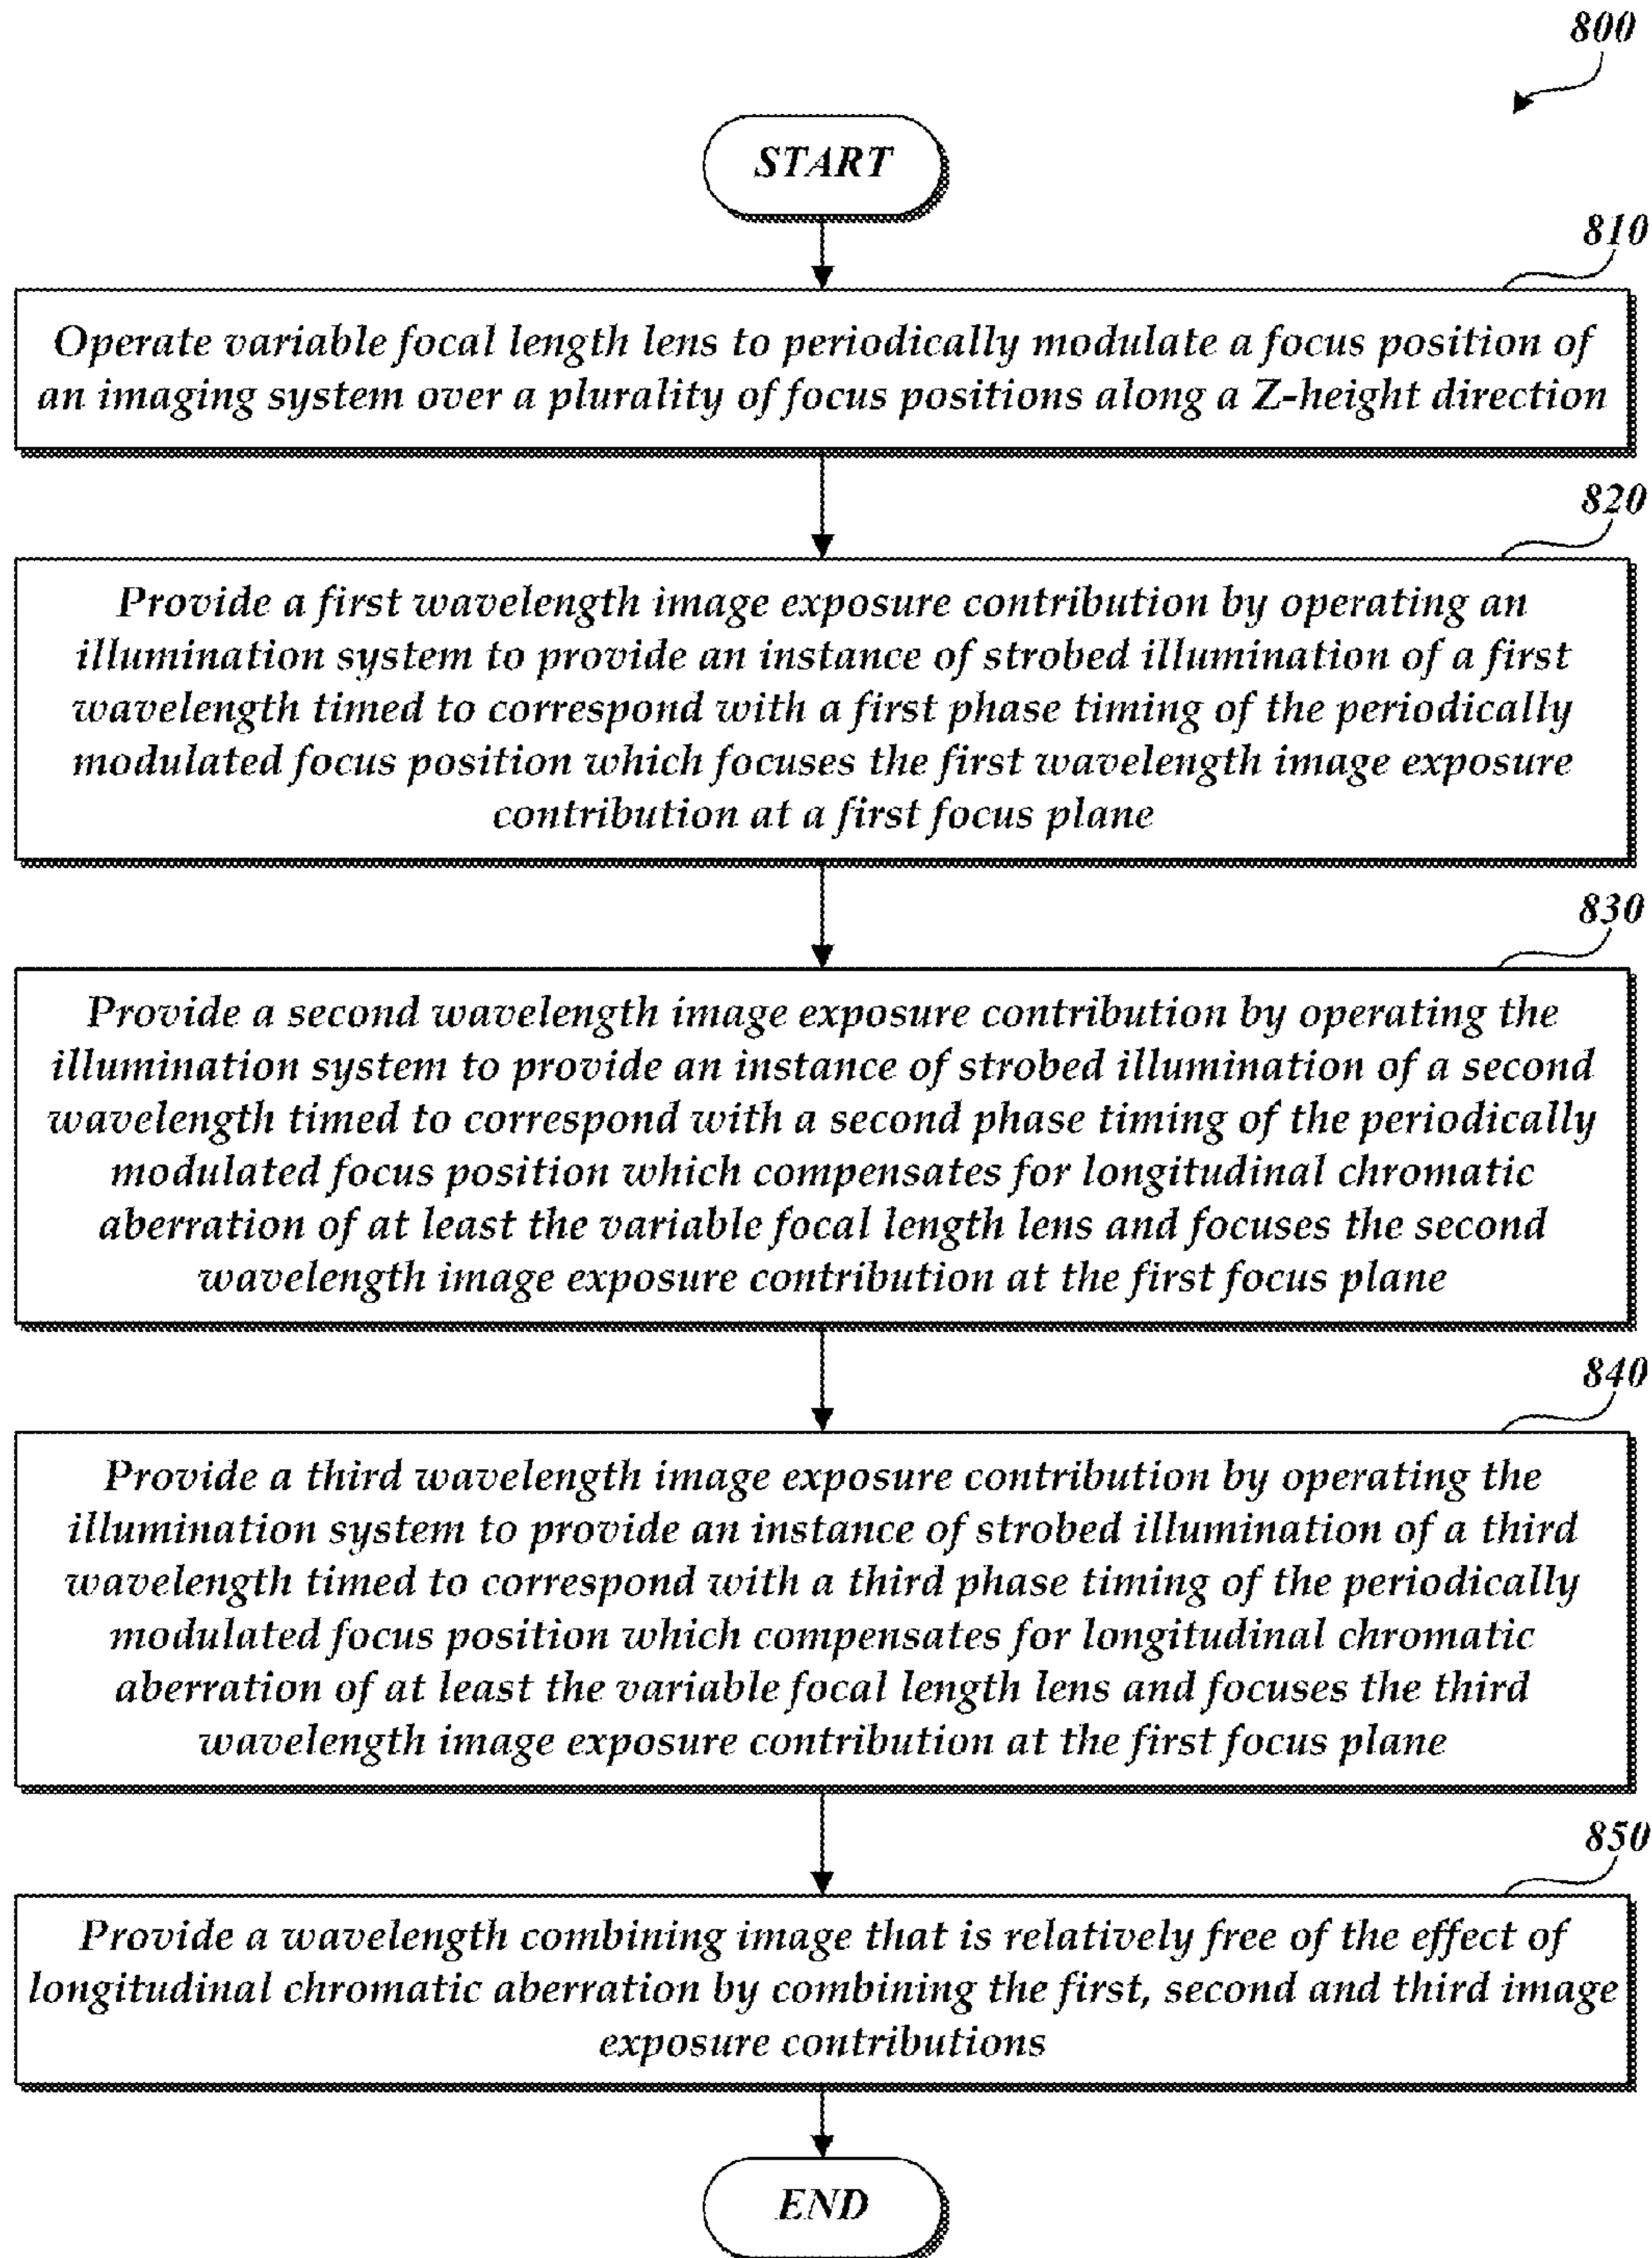 800
START
810
Operate variable focal length lens to periodically modulate a focus position of
an imaging system over a plurality of focus positions along a Z-height direction
820
Provide a first wavelength image exposure contribution by operating an
illumination system to provide an instance of strobed illumination of a first
wavelength timed to correspond with a first phase timing of the periodically
modulated focus position which focuses the first wavelength image exposure
contribution at a first focus plane
830
Provide a second wavelength image exposure contribution by operating the
illumination system to provide an instance of strobed illumination of a second
wavelength timed to correspond with a second phase timing of the periodically
modulated focus position which compensates for longitudinal chromatic
aberration of at least the variable focal length lens and focuses the second
wavelength image exposure contribution at the first focus plane
840
Provide a third wavelength image exposure contribution by operating the
illumination system to provide an instance of strobed illumination of a third
wavelength timed to correspond with a third phase timing of the periodically
modulated focus position which compensates for longitudinal chromatic
aberration of at least the variable focal length lens and focuses the third
wavelength image exposure contribution at the first focus plane
850
Provide a wavelength combining image that is relatively free of the effect of
longitudinal chromatic aberration by combining the first, second and third image
exposure contributions
END